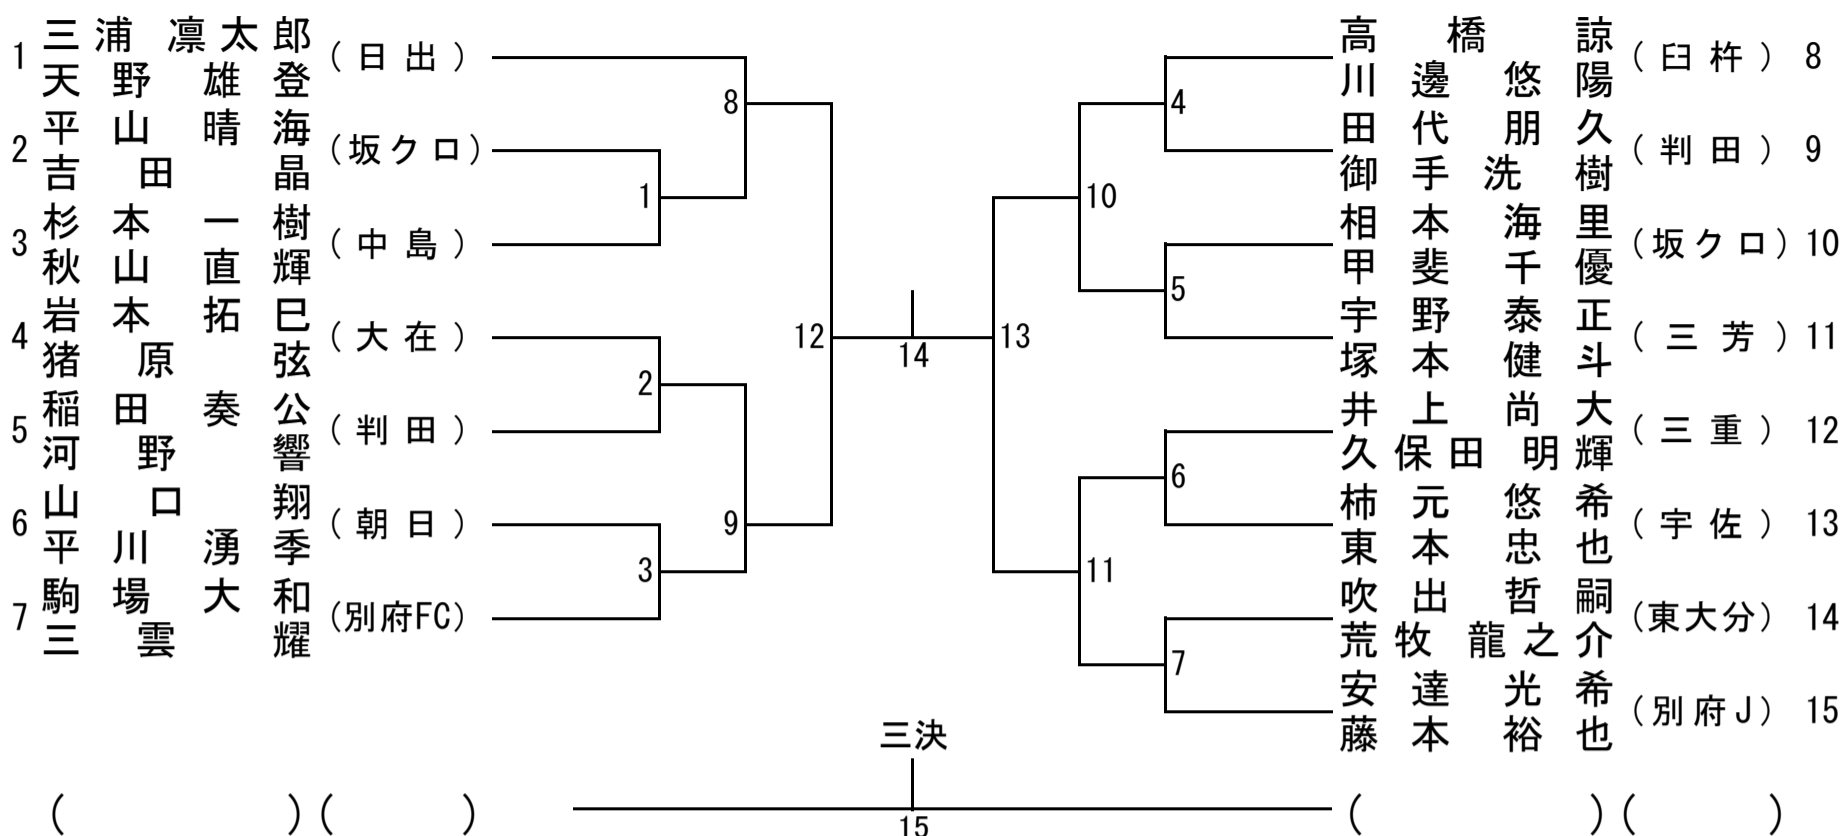 1 三浦 凛太郎 (日出)
天野 雄登
2 平山 晴海 (坂クロ)
吉田 晶
3 杉本 一樹 (中島)
秋山 直輝
4 岩本 拓巳 (大在)
猪原 弦
5 稲田 奏公 (判田)
河野 響
6 山口 翔 (朝日)
平川 湧季
7 駒場 大和 (別府FC)
三雲 耀
8
1
2
9
3
12
14
13
10
4
5
11
6
7
高橋 諒 (臼杵) 8
川邊 悠陽
田代 朋久 (判田) 9
御手洗 樹
相本 海里 (坂クロ) 10
甲斐 千優
宇野 泰正 (三芳) 11
塚本 健斗
井上 尚大 (三重) 12
久保田 明輝
柿元 悠希 (宇佐) 13
東本 忠也
吹出 哲嗣 (東大分) 14
荒牧 龍之介
安達 光希 (別府J) 15
藤本 裕也
三決
( ) ( ) ( ) ( )
15